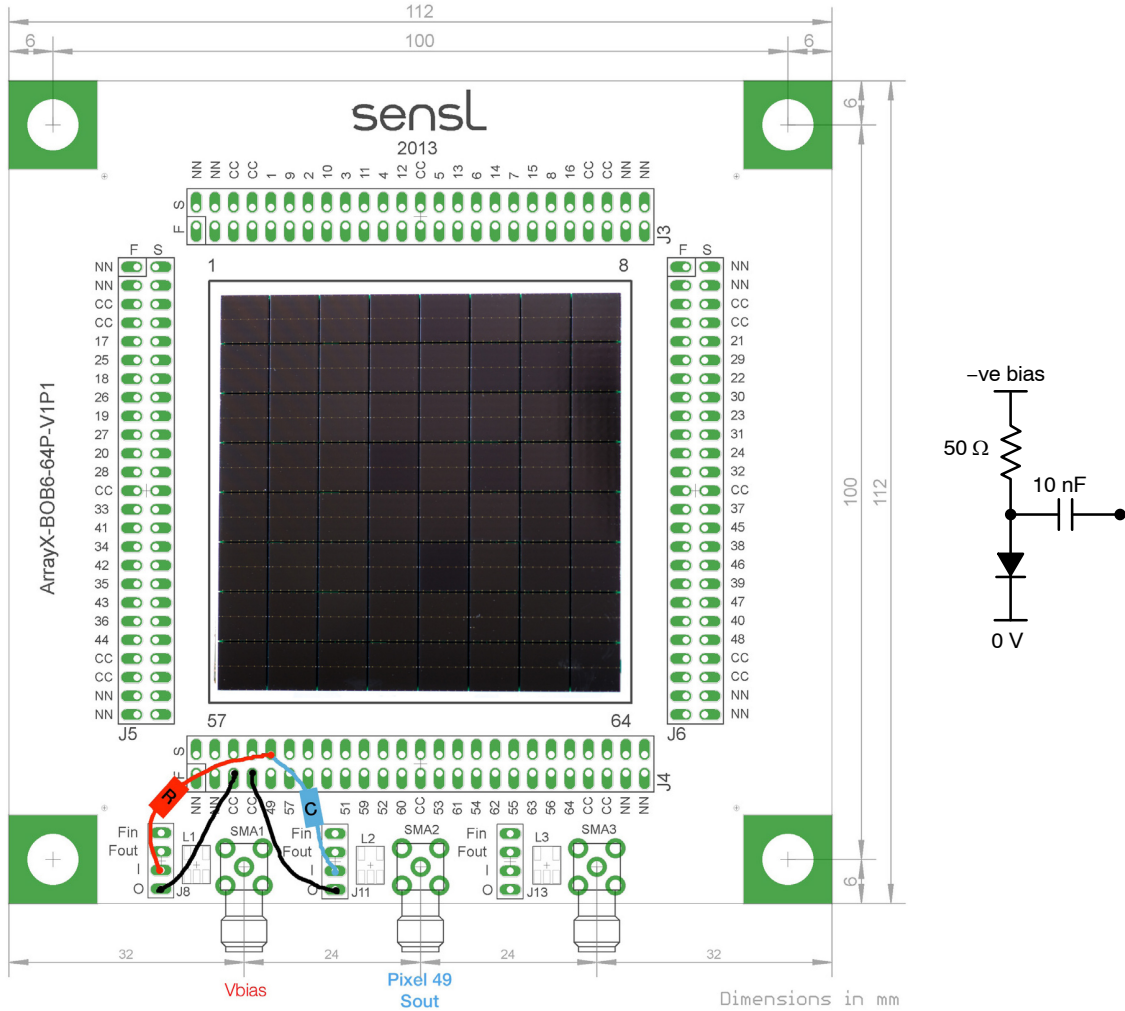 112
6
100
6
sensL
2013
NN NN CC CC 1 9 2 10 3 11 4 12 CC 5 13 6 14 7 15 8 16 CC CC NN NN
S
F
J3
6
F S
F S
1
8
NN
NN
CC
CC
17
25
18
26
19
27
20
28
CC
33
41
34
42
35
43
36
44
CC
CC
NN
NN
J5
ArrayX-BOB6-64P-V1P1
NN
NN
CC
CC
21
29
22
30
23
31
24
32
CC
37
45
38
46
39
47
40
48
CC
CC
NN
NN
J6
100
112
–ve bias
50 Ω
10 nF
0 V
57
64
S
F
J4
R
C
NN NN CC CC 49 57 51 59 52 60 CC 53 61 54 62 55 63 56 64 CC CC NN NN
Fin
Fout
I
O
J8
L1
SMA1
Fin
Fout
I
O
J11
L2
SMA2
Fin
Fout
I
O
J13
L3
SMA3
6
32
24
24
32
Vbias
Pixel 49
Sout
Dimensions in mm